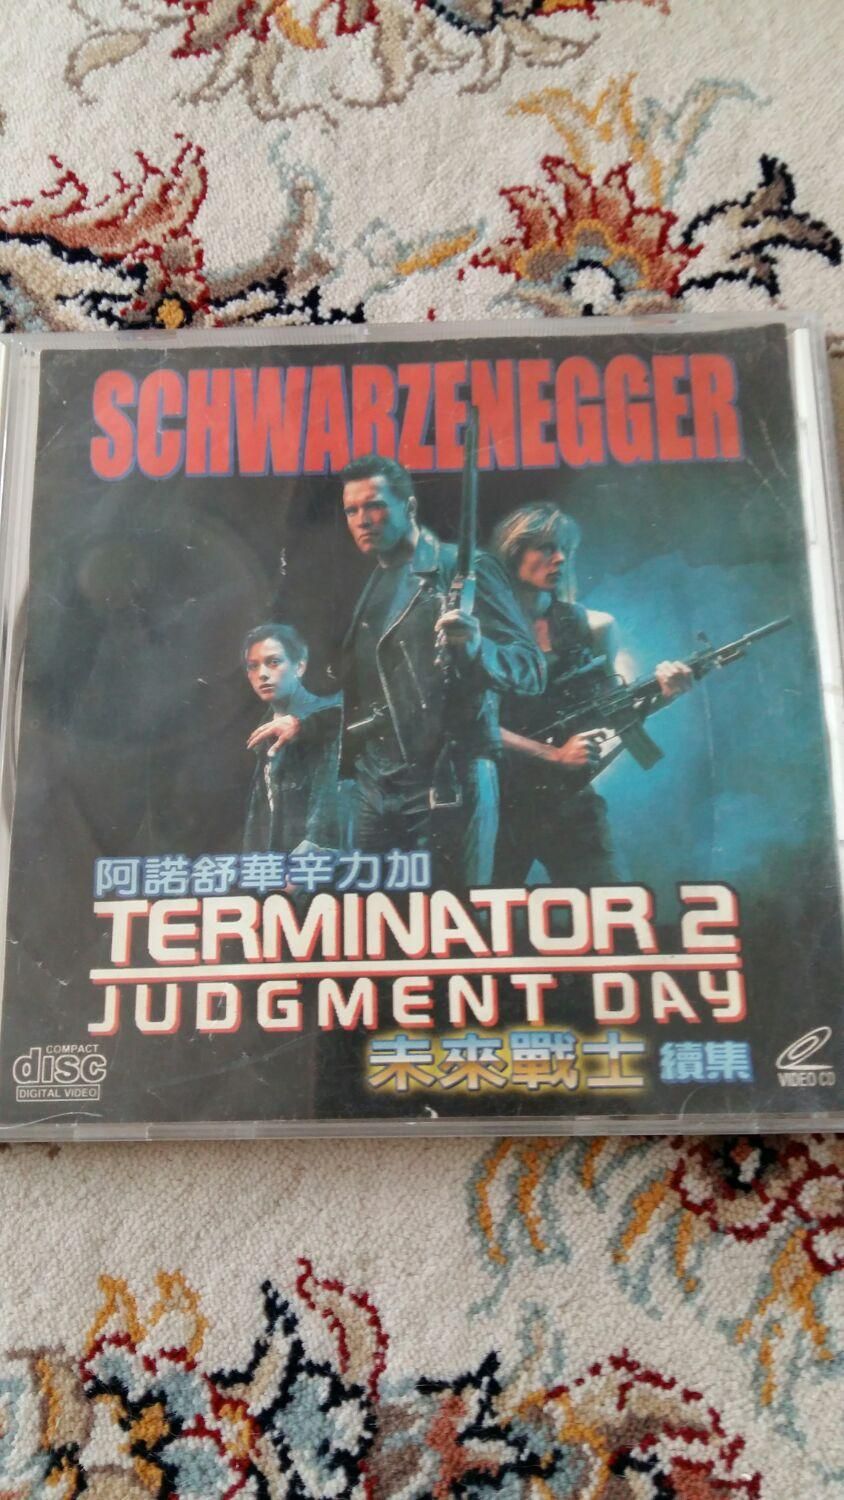 SCHWARZENEGGER
阿諾舒華辛力加
TERMINATOR 2
JUDGMENT DAY
未來戰士 續集
COMPACT
disc
DIGITAL VIDEO
VIDEO CD